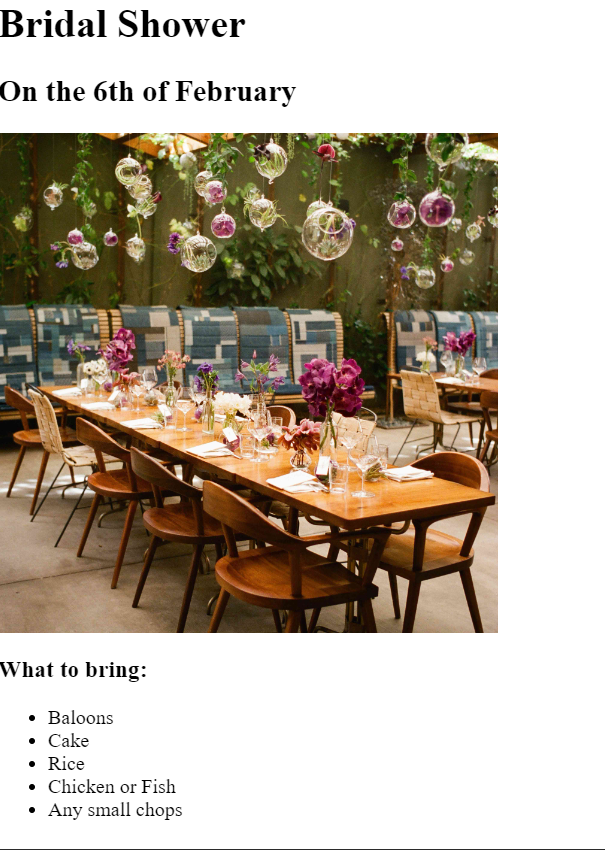 Bridal Shower
On the 6th of February
What to bring:
Baloons
Cake
Rice
Chicken or Fish
Any small chops